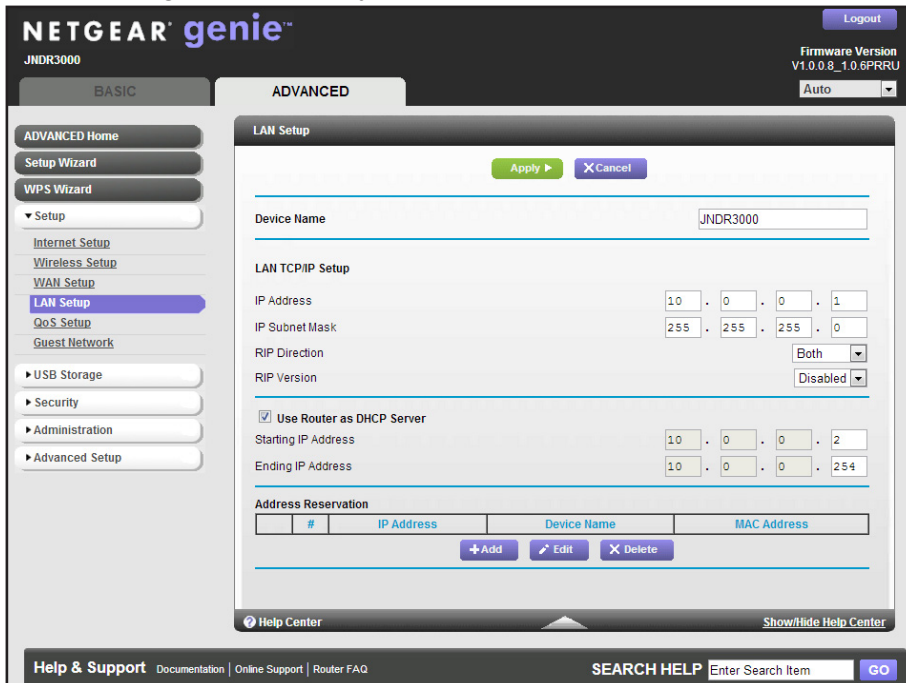 NETGEAR® genie™
Logout
JNDR3000
Firmware Version
V1.0.0.8_1.0.6PRRU
BASIC
ADVANCED
Auto
ADVANCED Home
Setup Wizard
WPS Wizard
Setup
Internet Setup
Wireless Setup
WAN Setup
LAN Setup
QoS Setup
Guest Network
USB Storage
Security
Administration
Advanced Setup
LAN Setup
Apply
X Cancel
Device Name JNDR3000
LAN TCP/IP Setup
IP Address 10 . 0 . 0 . 1
IP Subnet Mask 255 . 255 . 255 . 0
RIP Direction Both
RIP Version Disabled
Use Router as DHCP Server
Starting IP Address 10 . 0 . 0 . 2
Ending IP Address 10 . 0 . 0 . 254
Address Reservation
# IP Address Device Name MAC Address
+ Add Edit X Delete
? Help Center Show/Hide Help Center
Help & Support Documentation | Online Support | Router FAQ SEARCH HELP Enter Search Item GO